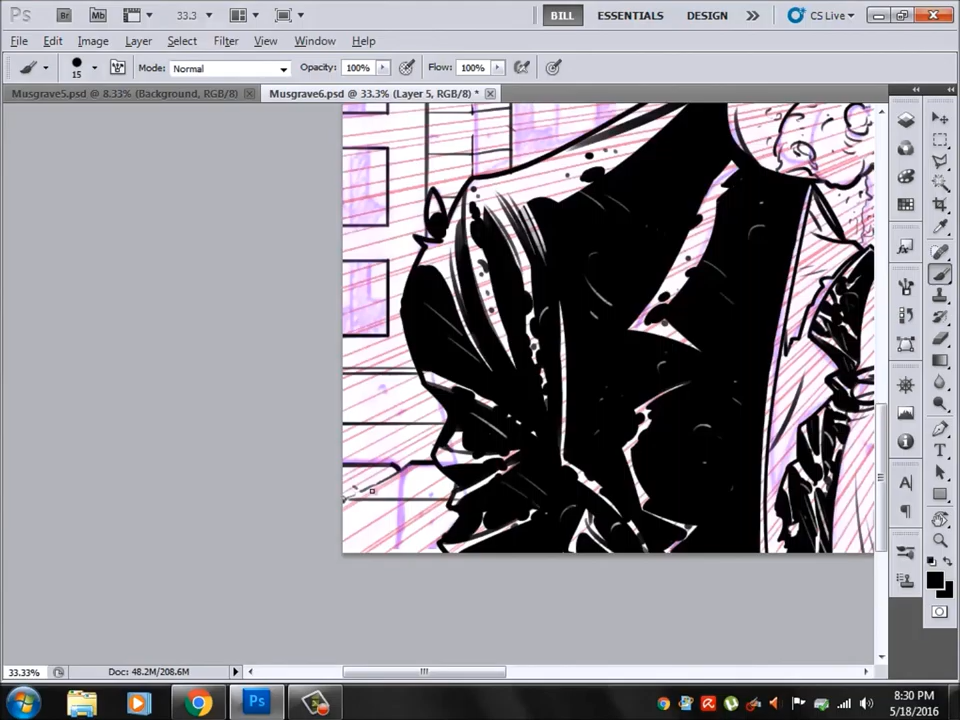 Ps Br Mb 33.3 BILL ESSENTIALS DESIGN CS Live
File Edit Image Layer Select Filter View Window Help
15 Mode: Normal Opacity: 100% Flow: 100%
Musgrave5.psd @ 8.33% (Background, RGB/8) Musgrave6.psd @ 33.3% (Layer 5, RGB/8) *
33.33% Doc: 48.2M/208.6M
Ps 8:30 PM
5/18/2016